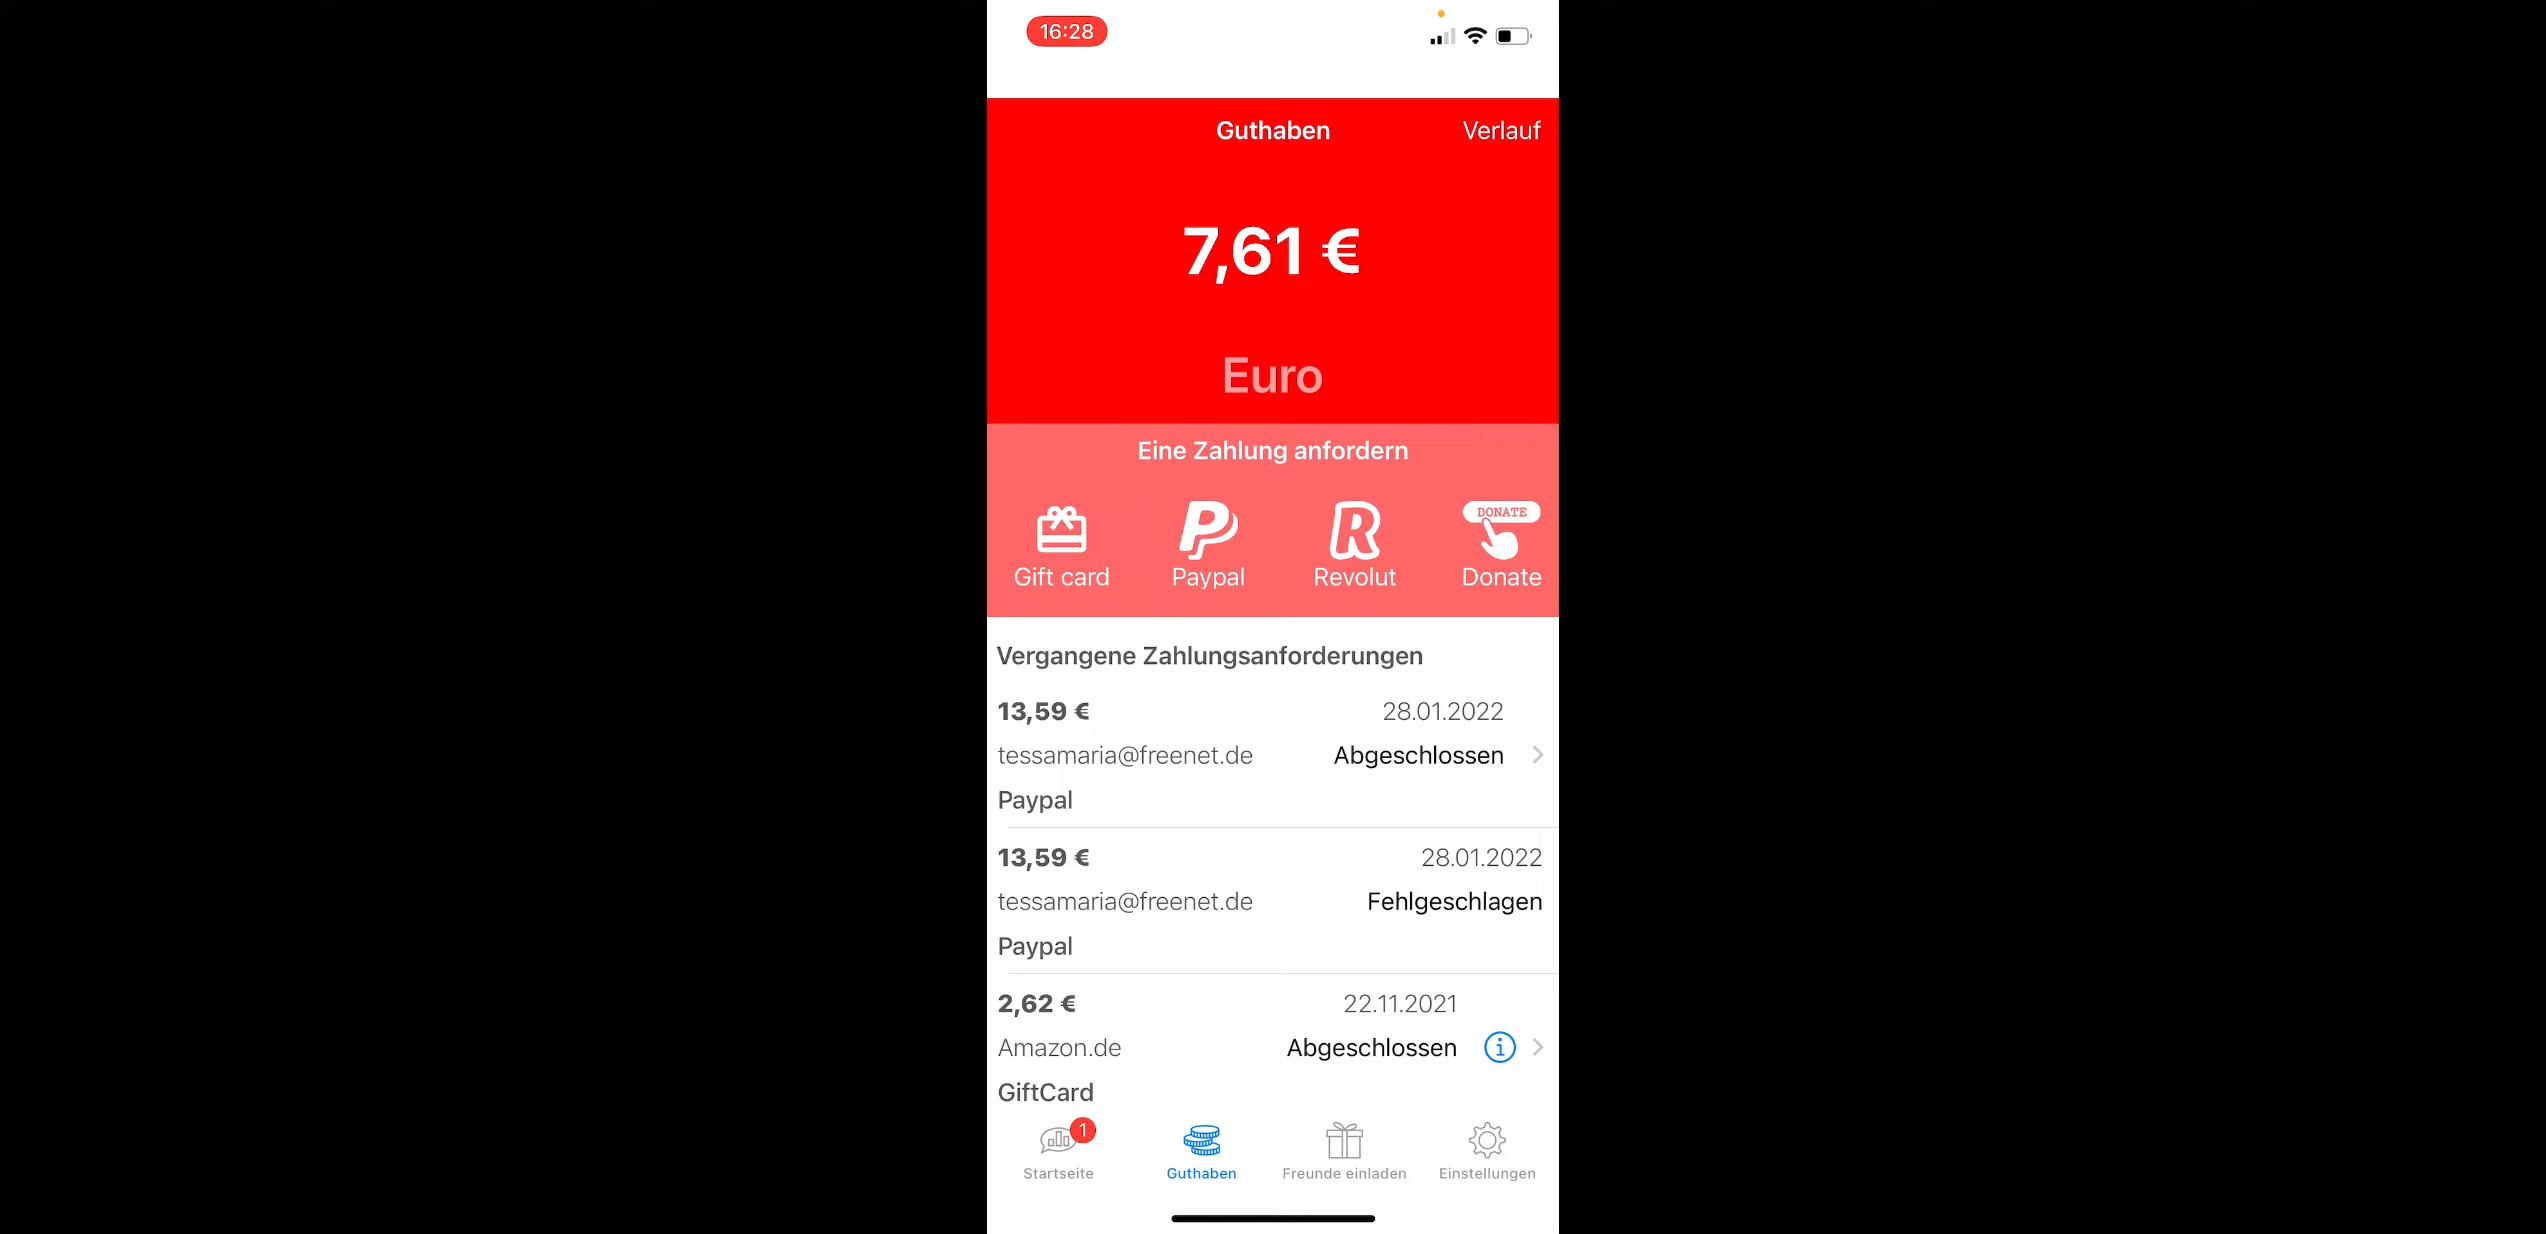 16:28
Guthaben
Verlauf
7,61 €
Euro
Eine Zahlung anfordern
DONATE
Gift card
Paypal
Revolut
Donate
Vergangene Zahlungsanforderungen
13,59 €
28.01.2022
tessamaria@freenet.de
Abgeschlossen
Paypal
13,59 €
28.01.2022
tessamaria@freenet.de
Fehlgeschlagen
Paypal
2,62 €
22.11.2021
Amazon.de
Abgeschlossen
GiftCard
1
Startseite
Guthaben
Freunde einladen
Einstellungen